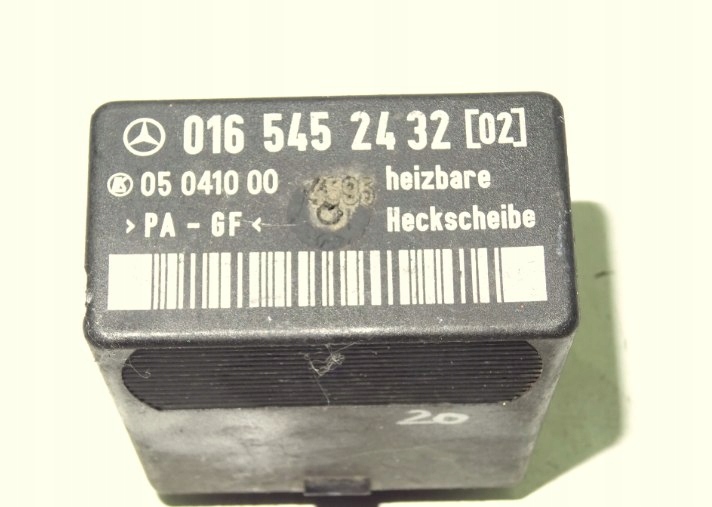 016 545 24 32 [02]
05 0410 00 heizbare
>PA-GF< Heckscheibe
20